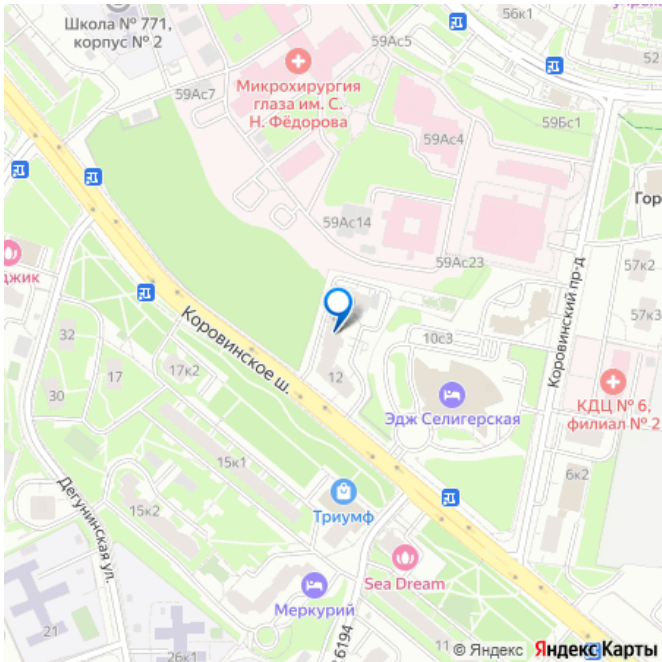 56к1
Школа № 771,
корпус № 2
59Ас5
52
59Ас7
Микрохирургия
глаза им. С.
Н. Фёдорова
59Бс1
59Ас4
Гор
59Ас14
59Ас23
57к2
джик
57к3
Коровинский пр-д
10с3
Коровинское ш.
32
17
17к2
12
30
Эдж Селигерская
КДЦ № 6,
филиал № 2
15к1
6к2
Дегунинская ул.
15к2
Триумф
Sea Dream
Меркурий
6194
21
26к1
11
© Яндекс Яндекс Карты